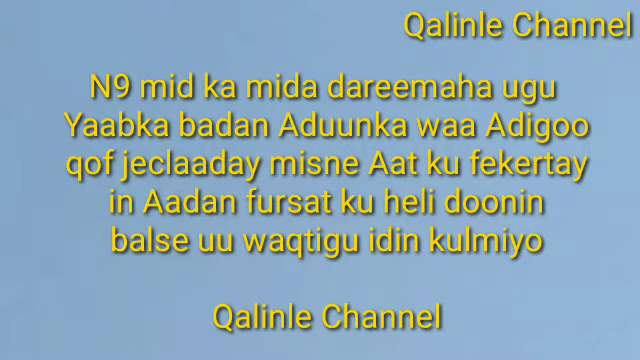 Qalinle Channel
N9 mid ka mida dareemaha ugu
Yaabka badan Aduunka waa Adigoo
qof jeclaaday misne Aat ku fekertay
in Aadan fursat ku heli doonin
balse uu waqtigu idin kulmiyo
Qalinle Channel